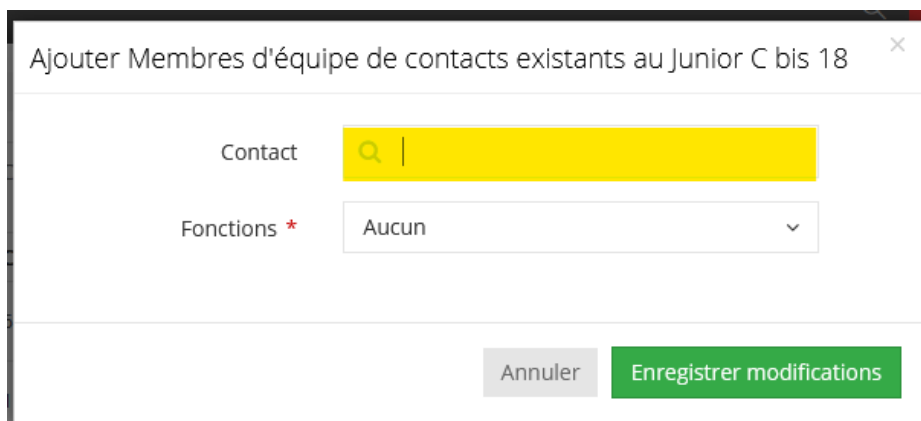 Ajouter Membres d'équipe de contacts existants au Junior C bis 18
Contact
Fonctions * Aucun
Annuler Enregistrer modifications